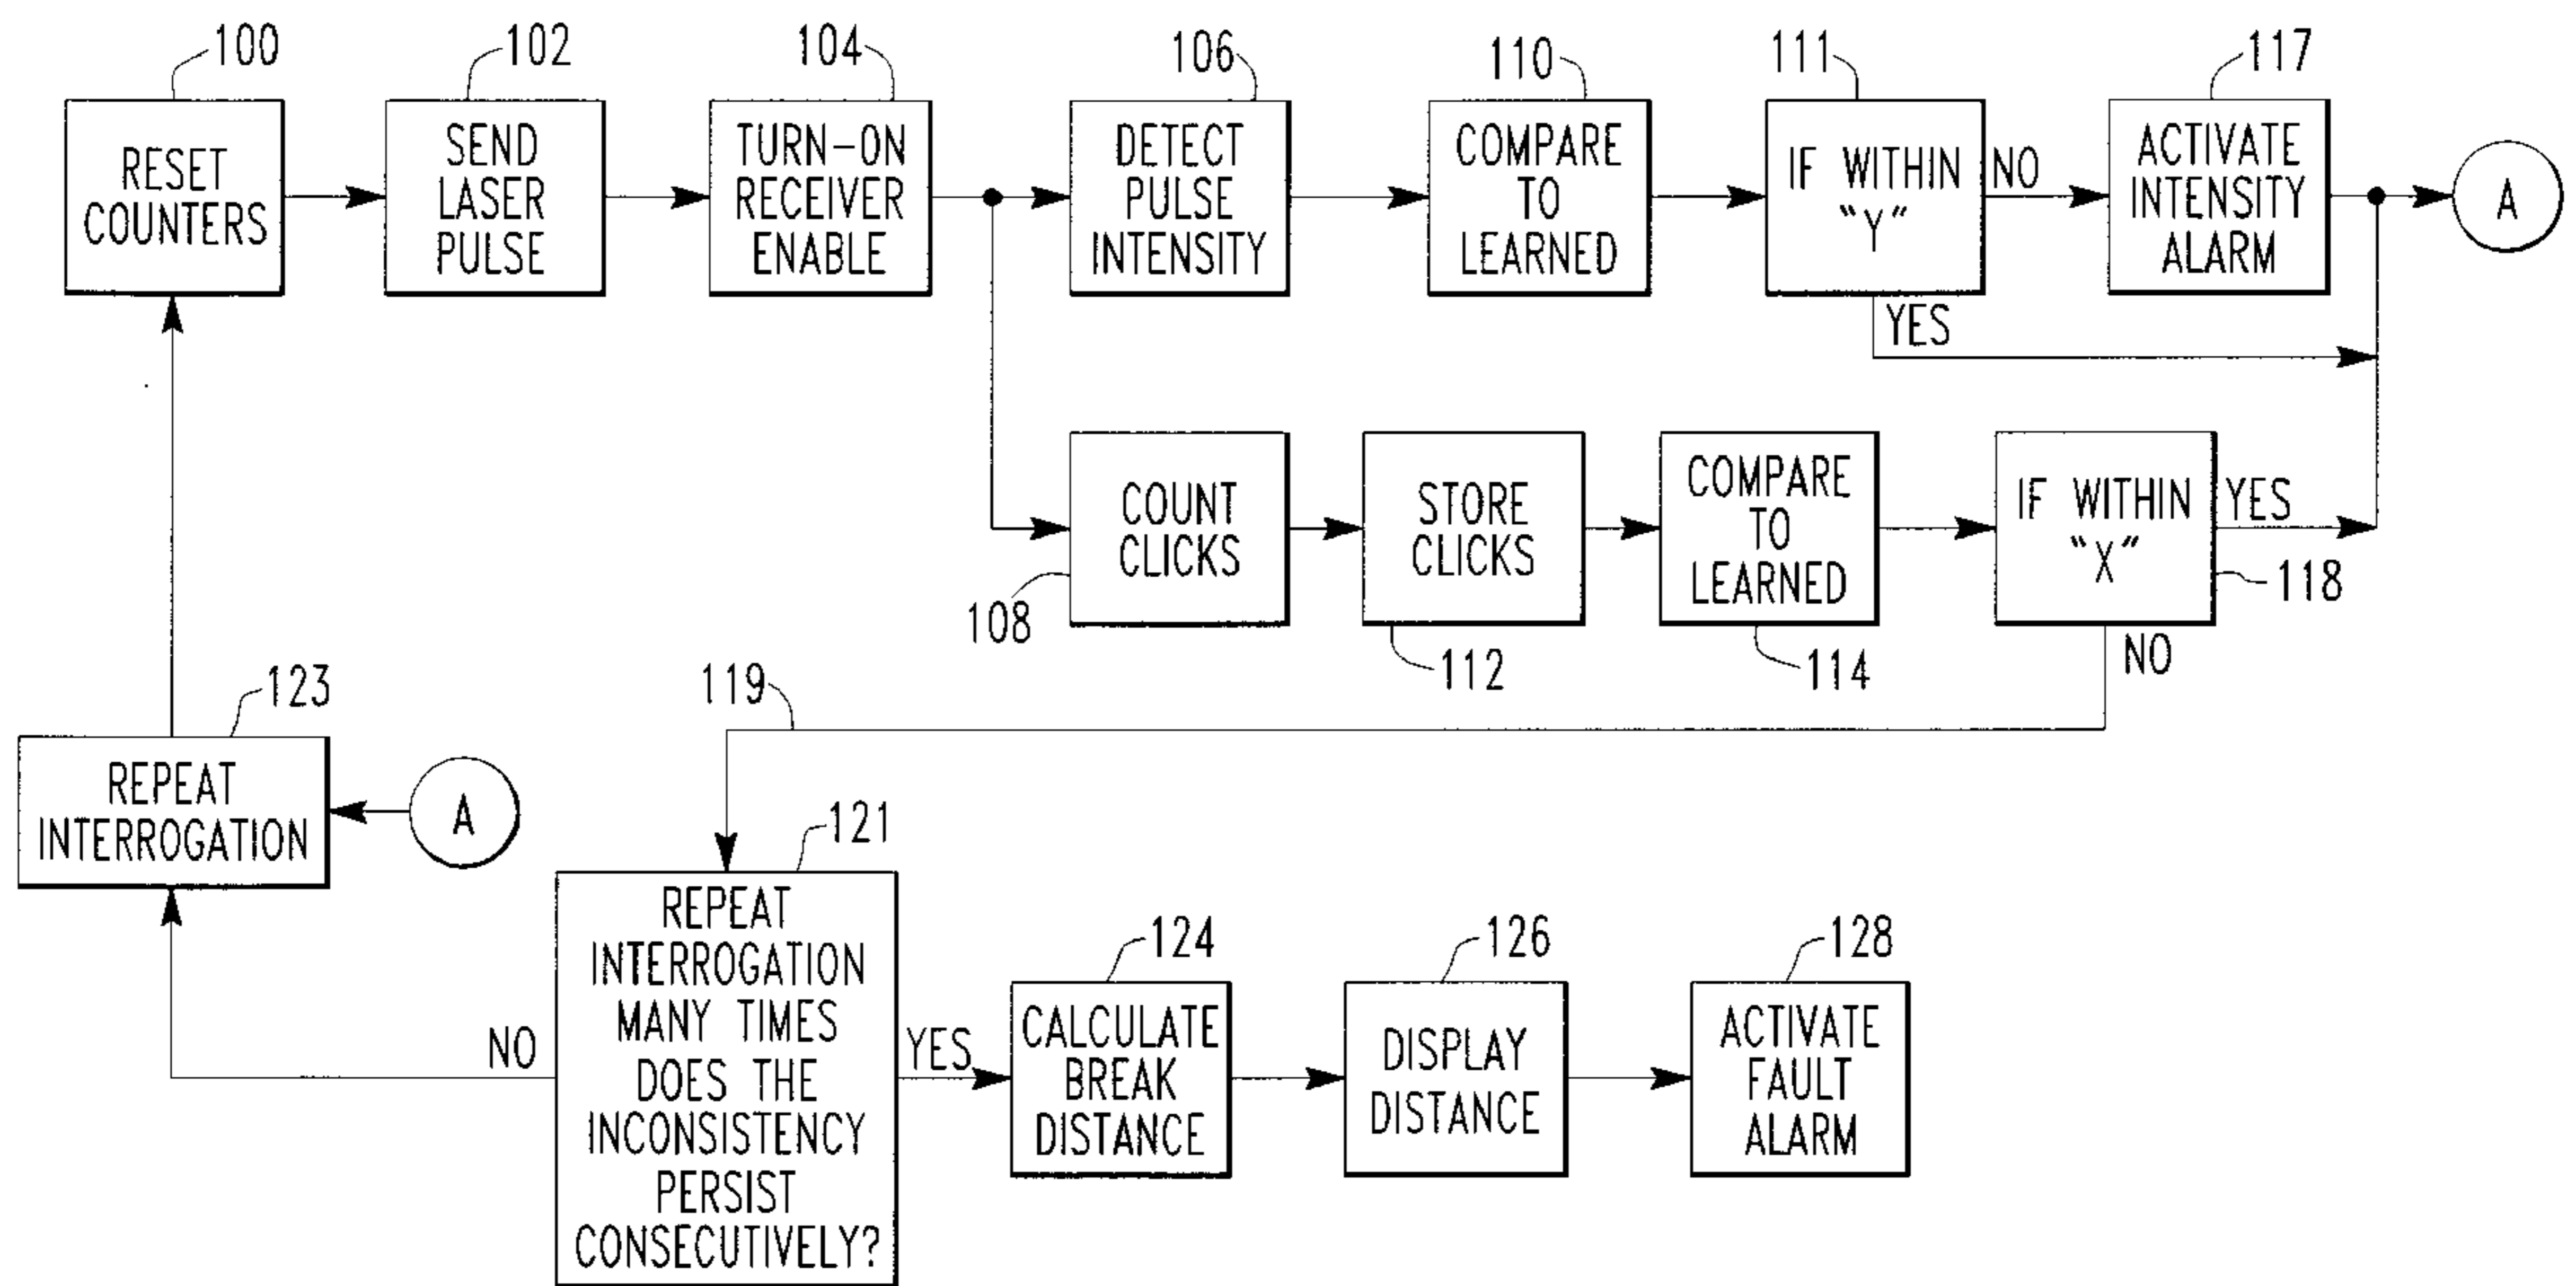 100
102
104
106
110
111
117
RESET
COUNTERS
SEND
LASER
PULSE
TURN-ON
RECEIVER
ENABLE
DETECT
PULSE
INTENSITY
COMPARE
TO
LEARNED
IF WITHIN
"Y"
NO
YES
ACTIVATE
INTENSITY
ALARM
A
COUNT
CLICKS
108
STORE
CLICKS
112
COMPARE
TO
LEARNED
114
IF WITHIN
"X"
YES
118
NO
119
123
REPEAT
INTERROGATION
A
121
REPEAT
INTERROGATION
MANY TIMES
DOES THE
INCONSISTENCY
PERSIST
CONSECUTIVELY?
NO
YES
124
CALCULATE
BREAK
DISTANCE
126
DISPLAY
DISTANCE
128
ACTIVATE
FAULT
ALARM